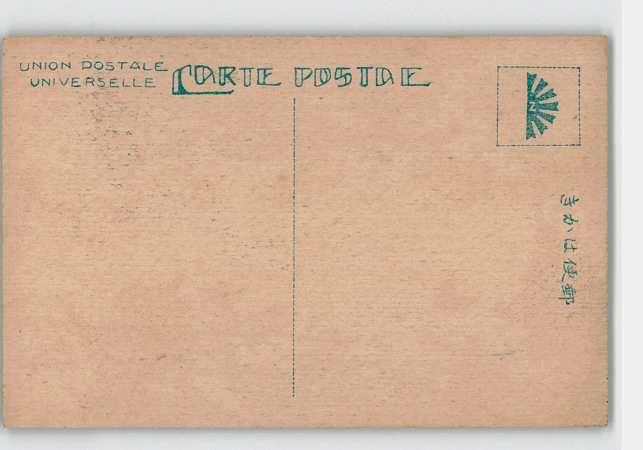 UNION POSTALE
UNIVERSELLE
CARTE POSTALE
郵便はかき